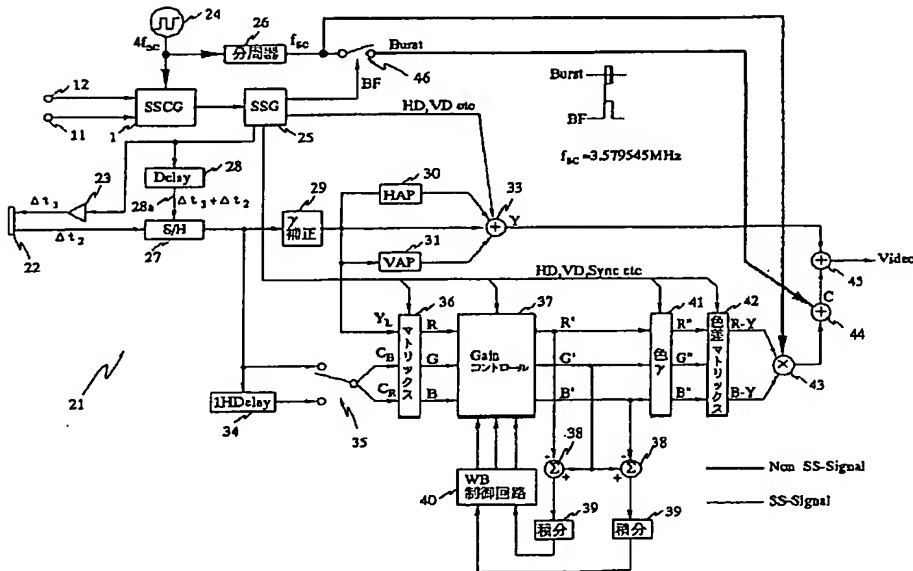 24
26
4fsc
分周器
fsc
Burst
46
BF
12
11
SSCG
1
SSG
25
HD,VD etc
Burst
BF
fsc=3.579545MHz
23
Delay
28
28a
Δt3
Δt3+Δt2
Δt2
22
S/H
27
29
γ
補正
30
HAP
31
VAP
33
Y
45
Video
C
44
HD,VD,Sync etc
36
37
41
42
YL
CB
CR
マトリックス
R
G
B
Gain
コントロール
R'
G'
B'
色γ
R"
G"
B"
色差マトリックス
R-Y
B-Y
43
21
1HDelay
34
35
38
Σ
- +
38
Σ
- +
WB
制御回路
40
39
積分
39
積分
Non SS-Signal
SS-Signal